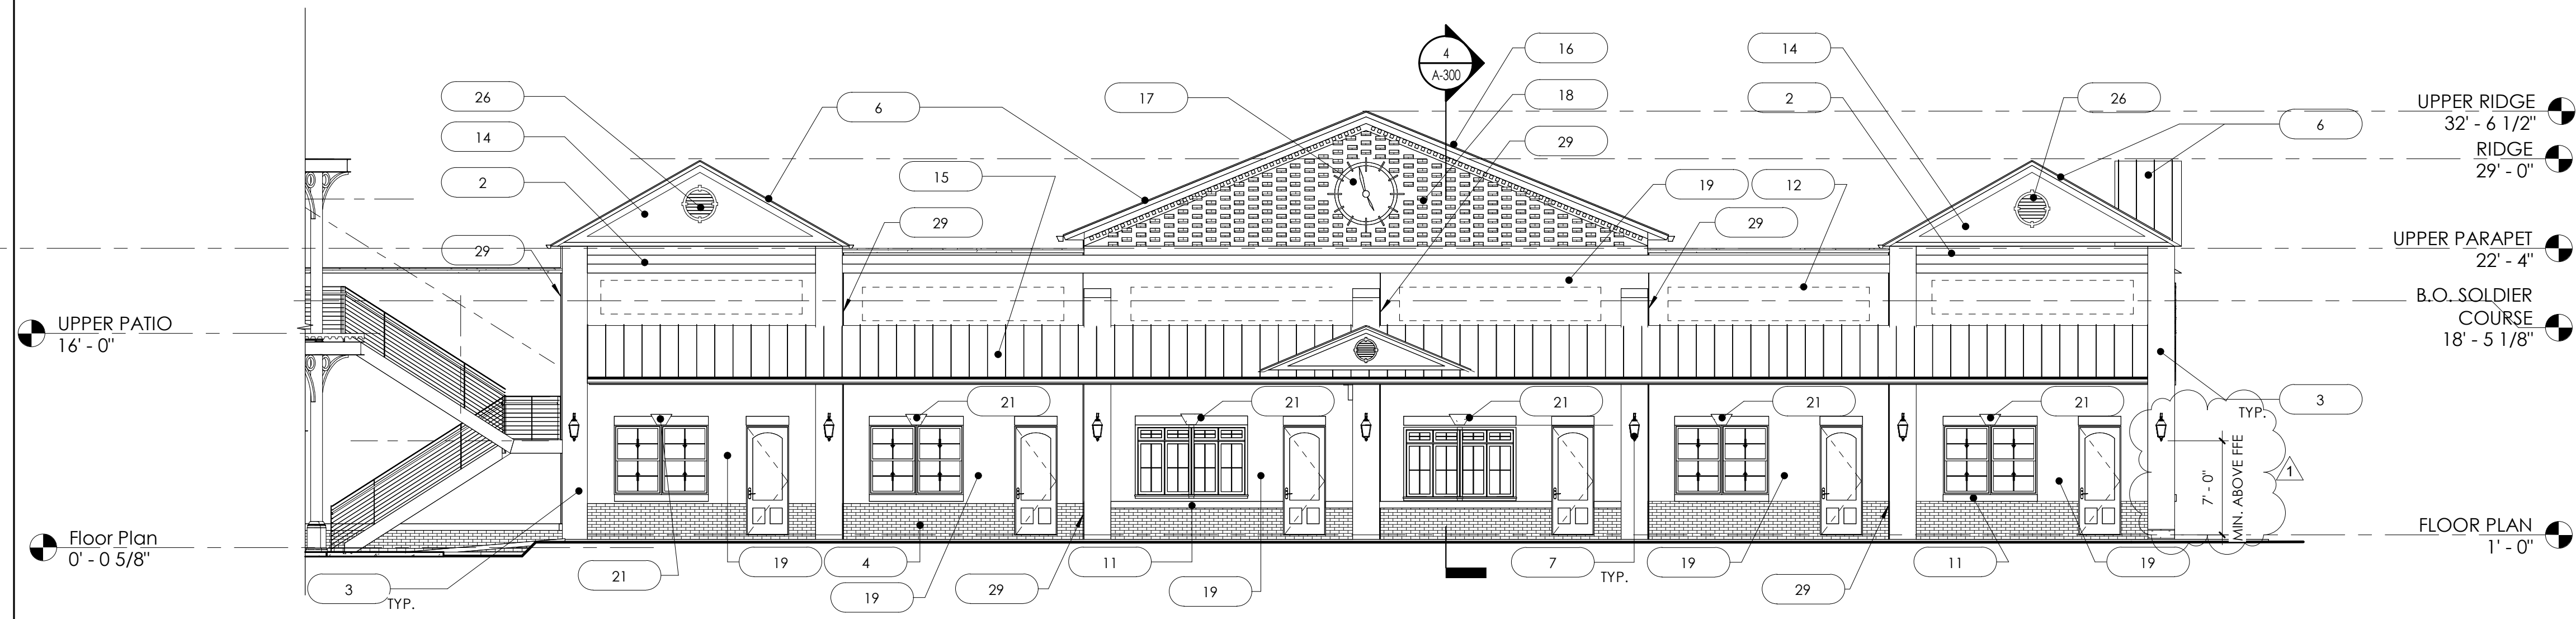 4
A-300
16
14
26
6
17
18
2
26
6
UPPER RIDGE
32' - 6 1/2"
14
29
RIDGE
29' - 0"
2
15
19
12
29
29
29
UPPER PARAPET
22' - 4"
B.O. SOLDIER
COURSE
18' - 5 1/8"
UPPER PATIO
16' - 0"
21
21
21
21
21
3
TYP.
7' - 0"
MIN. ABOVE FFE
1
Floor Plan
0' - 0 5/8"
FLOOR PLAN
1' - 0"
3
TYP.
21
19
4
19
29
11
19
7
TYP.
19
29
11
19